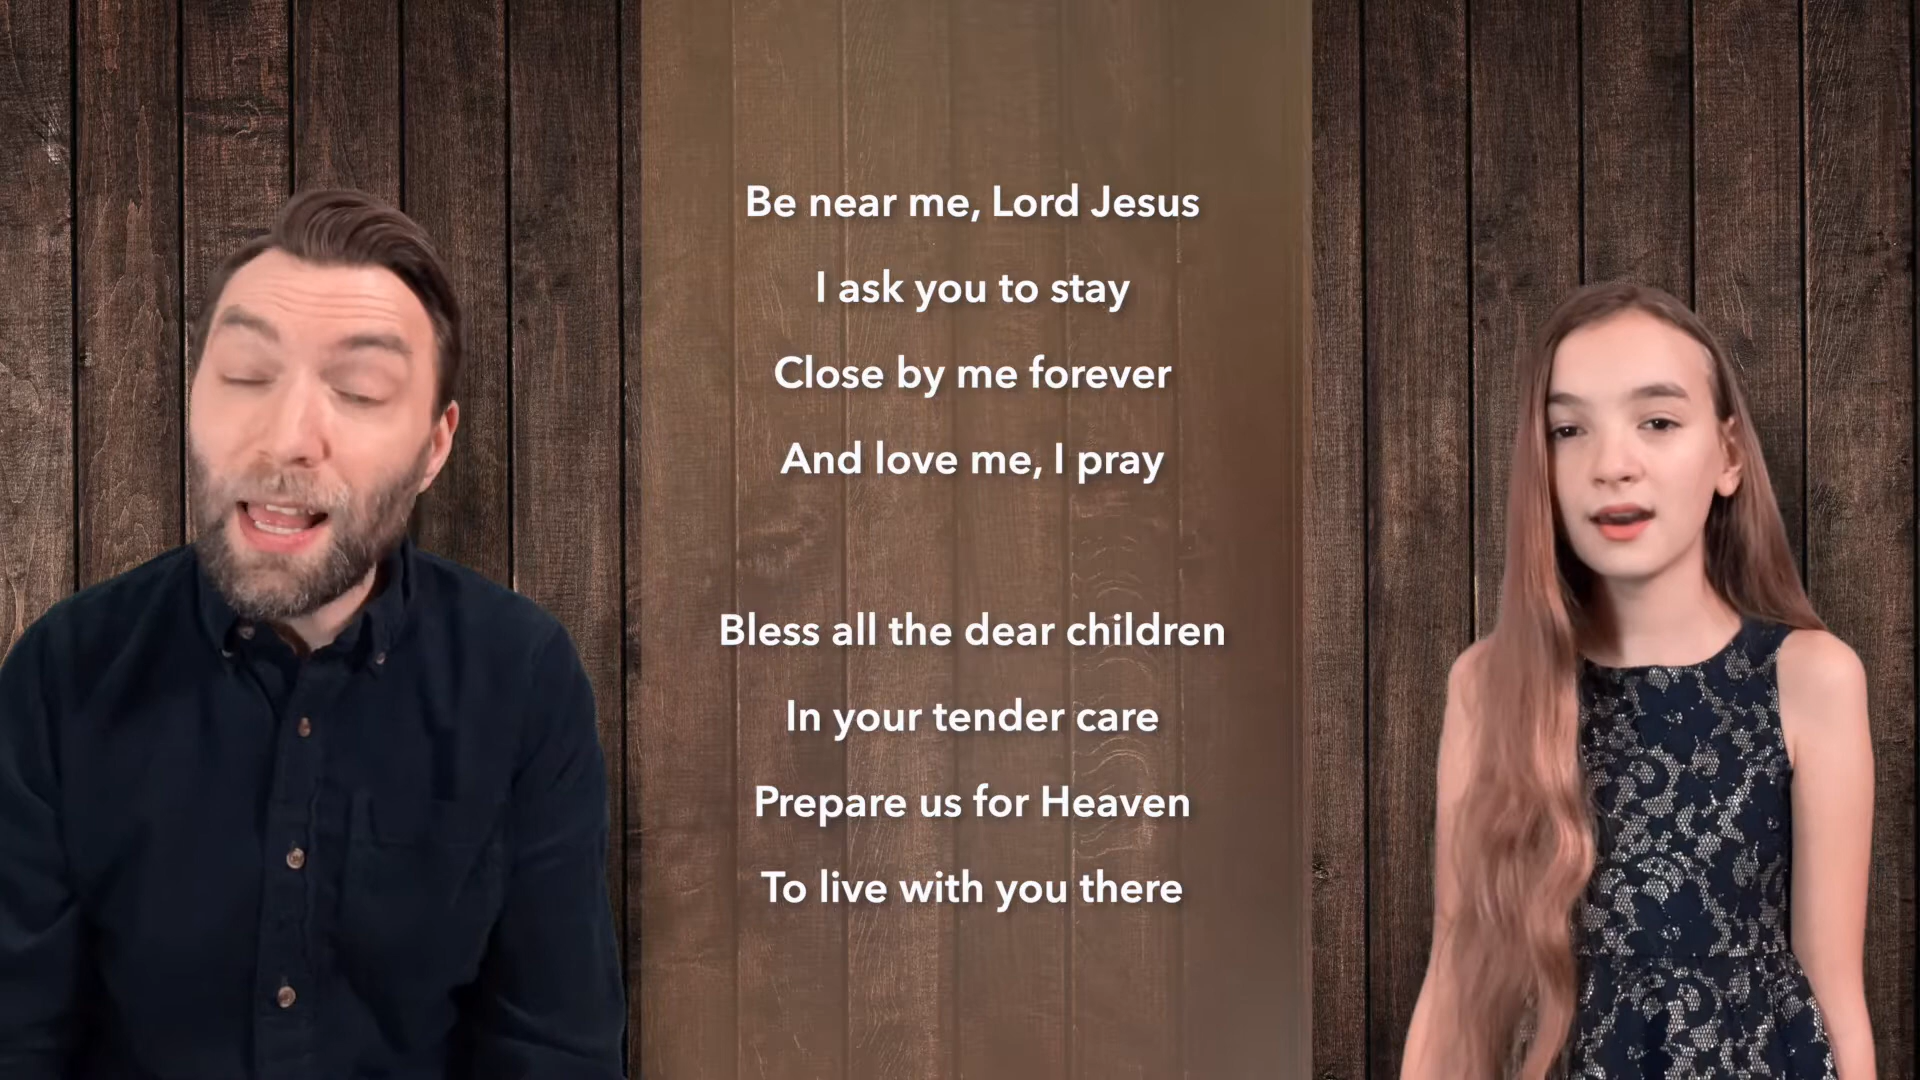 Be near me, Lord Jesus
I ask you to stay
Close by me forever
And love me, I pray
Bless all the dear children
In your tender care
Prepare us for Heaven
To live with you there